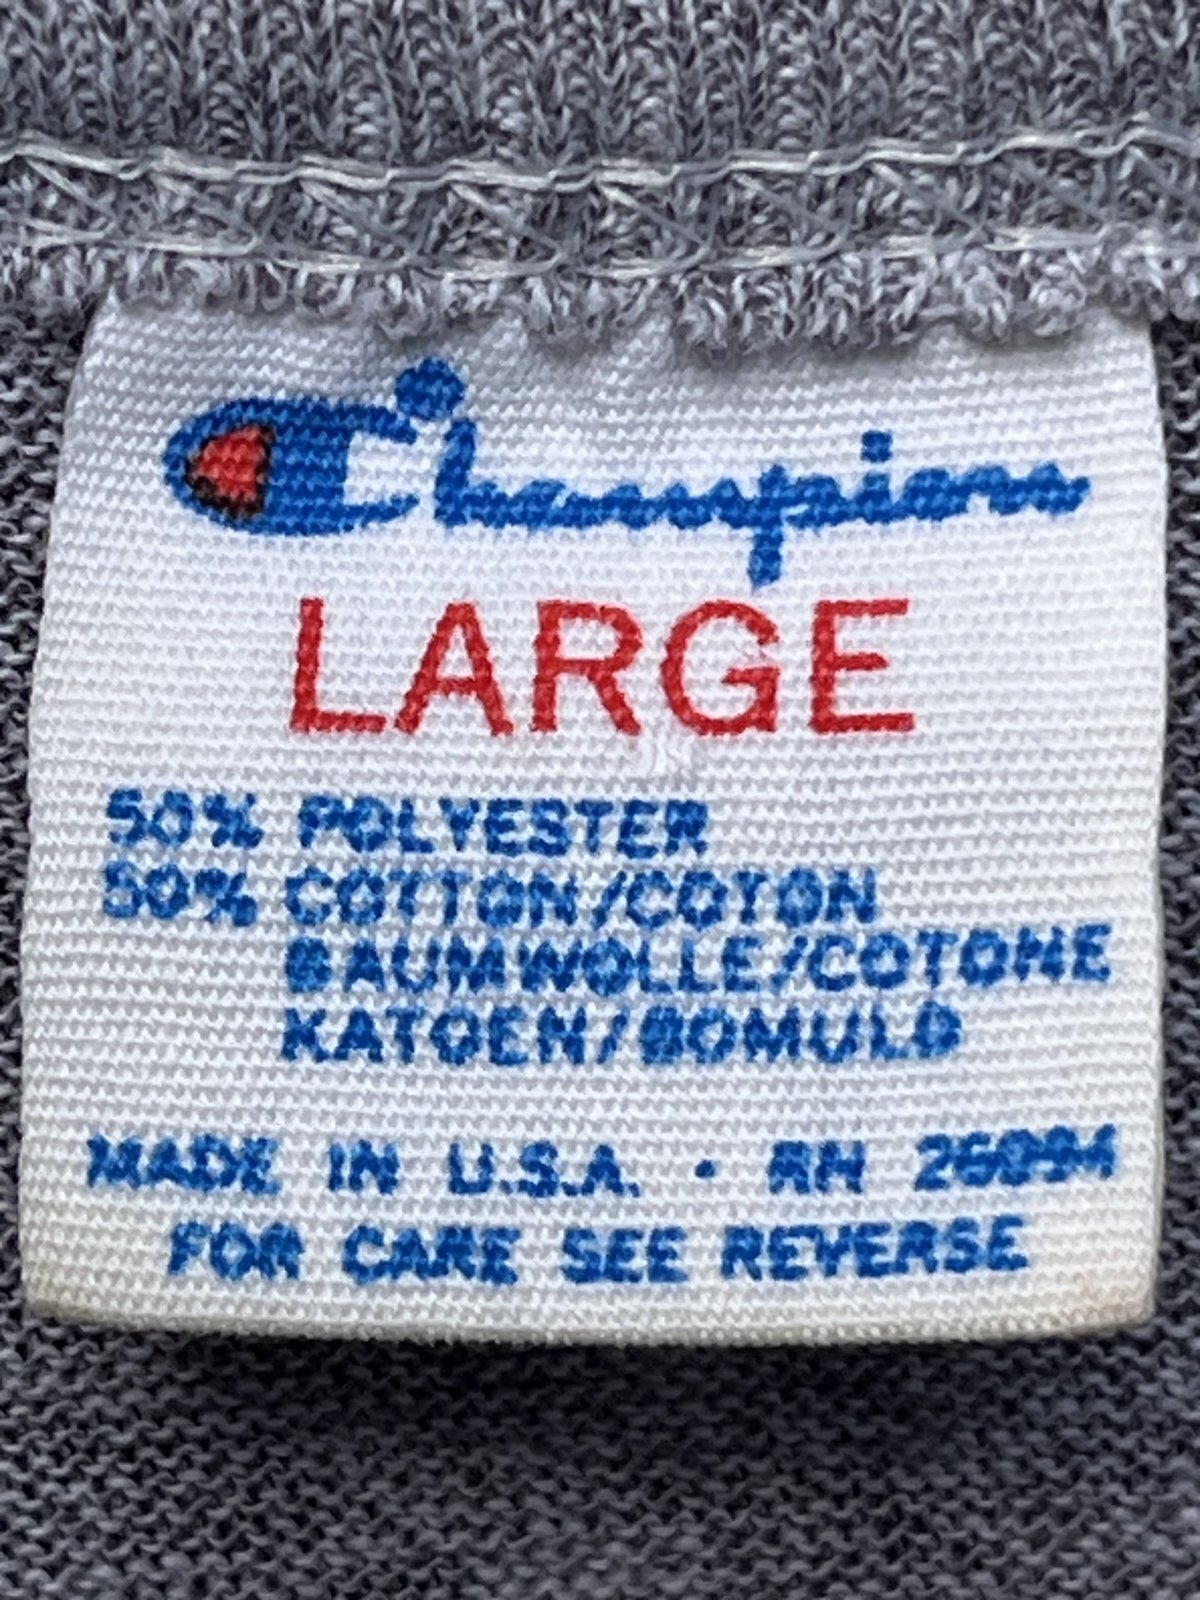 Champion
LARGE
50% POLYESTER
50% COTTON/COTON
BAUMWOLLE/COTONE
KATOEN/BOMULD
MADE IN U.S.A. · RN 26094
FOR CARE SEE REVERSE